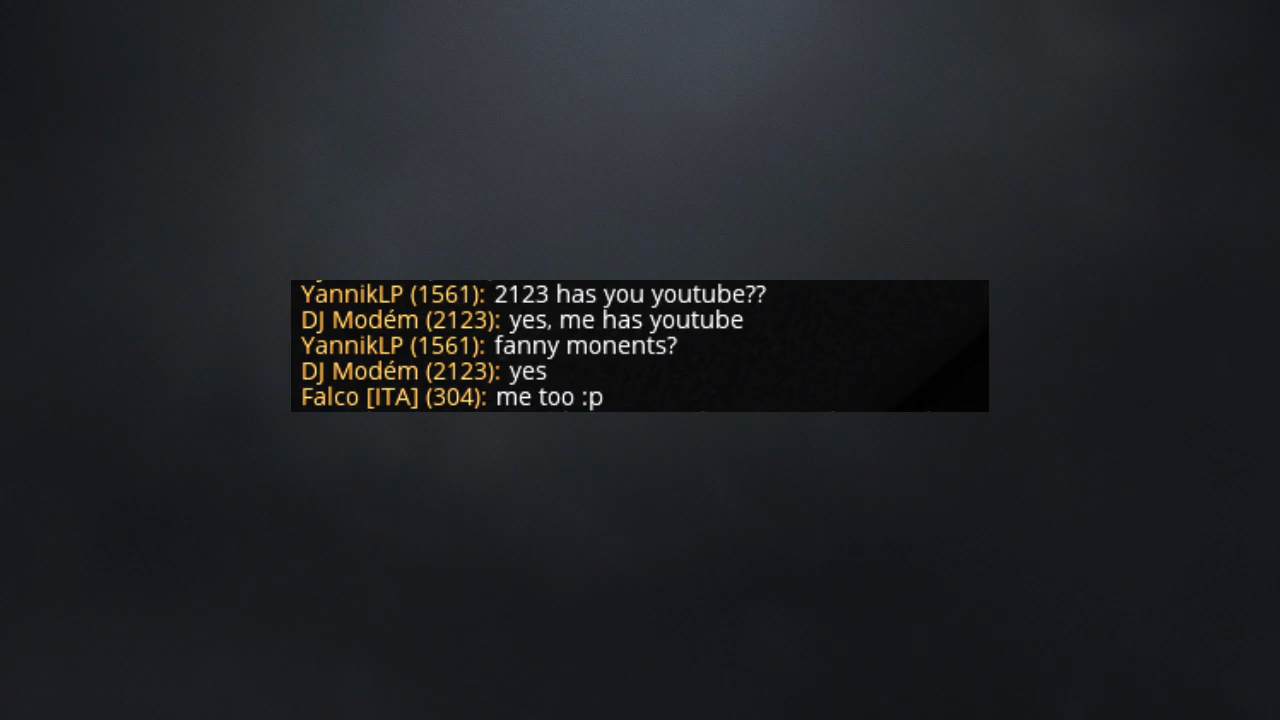 YannikLP (1561): 2123 has you youtube??
DJ Modém (2123): yes, me has youtube
YannikLP (1561): fanny monents?
DJ Modém (2123): yes
Falco [ITA] (304): me too :p